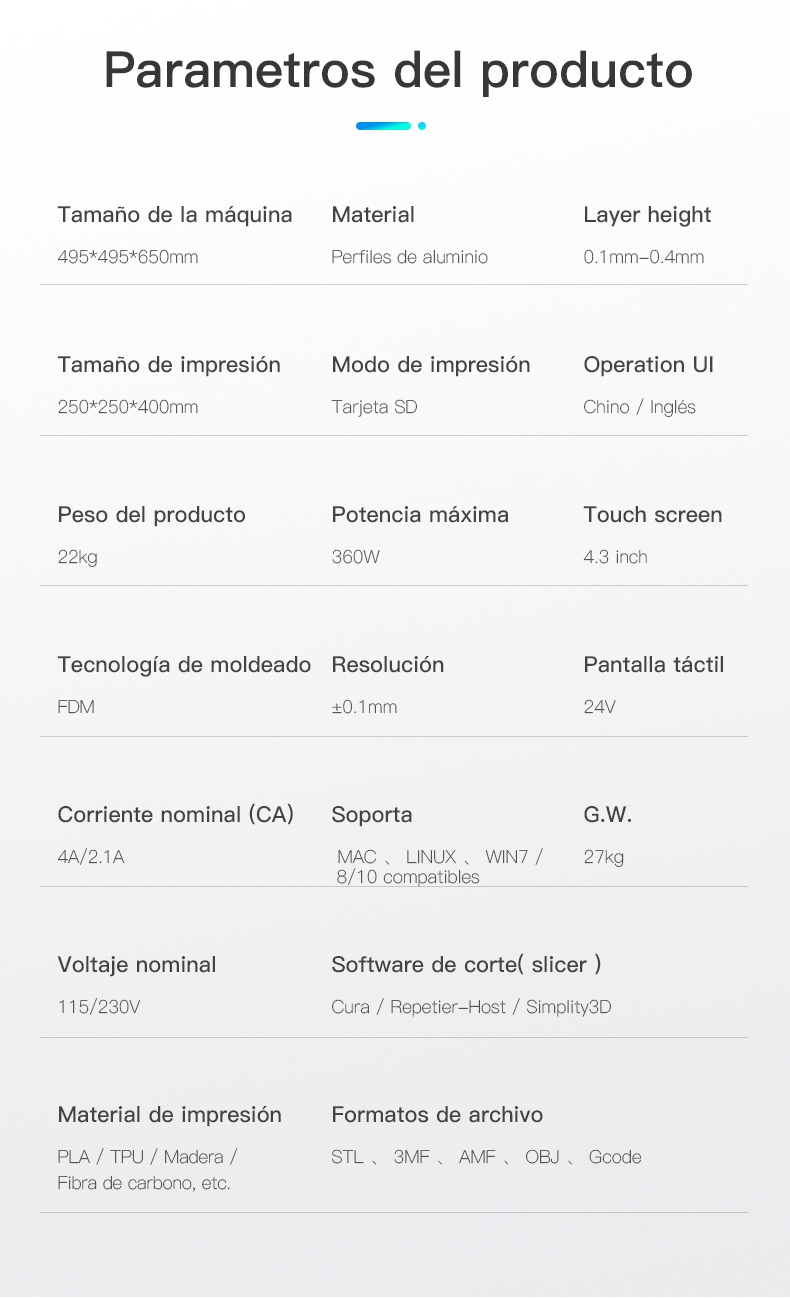 Parametros del producto
Tamaño de la máquina
495*495*650mm
Material
Perfiles de aluminio
Layer height
0.1mm–0.4mm
Tamaño de impresión
250*250*400mm
Modo de impresión
Tarjeta SD
Operation UI
Chino / Inglés
Peso del producto
22kg
Potencia máxima
360W
Touch screen
4.3 inch
Tecnología de moldeado
FDM
Resolución
±0.1mm
Pantalla táctil
24V
Corriente nominal (CA)
4A/2.1A
Soporta
MAC 、 LINUX 、 WIN7 /
8/10 compatibles
G.W.
27kg
Voltaje nominal
115/230V
Software de corte( slicer )
Cura / Repetier–Host / Simplity3D
Material de impresión
PLA / TPU / Madera /
Fibra de carbono, etc.
Formatos de archivo
STL 、 3MF 、 AMF 、 OBJ 、 Gcode